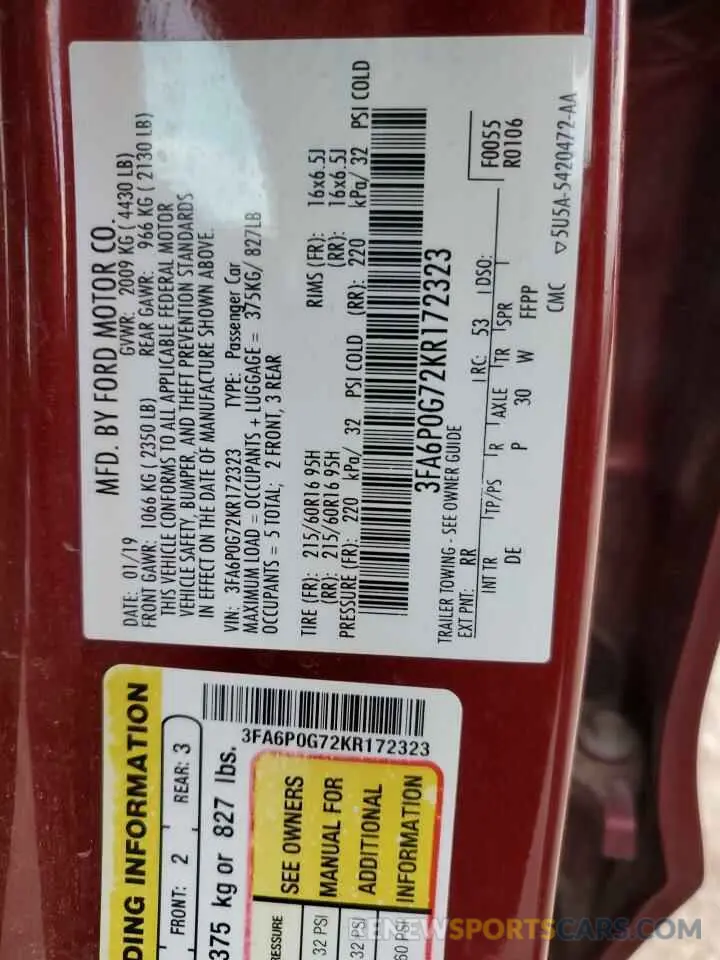 MFD. BY FORD MOTOR CO.
DATE: 01/19 GVWR: 2009 KG ( 4430 LB)
FRONT GAWR: 1066 KG ( 2350 LB) REAR GAWR: 966 KG ( 2130 LB)
THIS VEHICLE CONFORMS TO ALL APPLICABLE FEDERAL MOTOR
VEHICLE SAFETY, BUMPER, AND THEFT PREVENTION STANDARDS
IN EFFECT ON THE DATE OF MANUFACTURE SHOWN ABOVE.
VIN: 3FA6P0G72KR172323 TYPE: Passenger Car
MAXIMUM LOAD = OCCUPANTS + LUGGAGE = 375KG/ 827LB
OCCUPANTS = 5 TOTAL; 2 FRONT, 3 REAR
TIRE (FR): 215/60R16 95H RIMS (FR): 16x6.5J
(RR): 215/60R16 95H (RR): 16x6.5J
PRESSURE (FR): 220 kPa/ 32 PSI COLD (RR): 220 kPa/ 32 PSI COLD
3FA6P0G72KR172323
TRAILER TOWING - SEE OWNER GUIDE
EXT PNT: RR RC: 53 DSO:
INT TR TP/PS R AXLE TR SPR
DE P 30 W FFPP
F0055
R0106
CMC ▽5U5A-5420472-AA
DING INFORMATION
FRONT: 2 REAR: 3
375 kg or 827 lbs.
3FA6P0G72KR172323
RESSURE
32 PSI
32 PSI
60 PSI
SEE OWNERS
MANUAL FOR
ADDITIONAL
INFORMATION
RENEWSPORTSCARS.COM